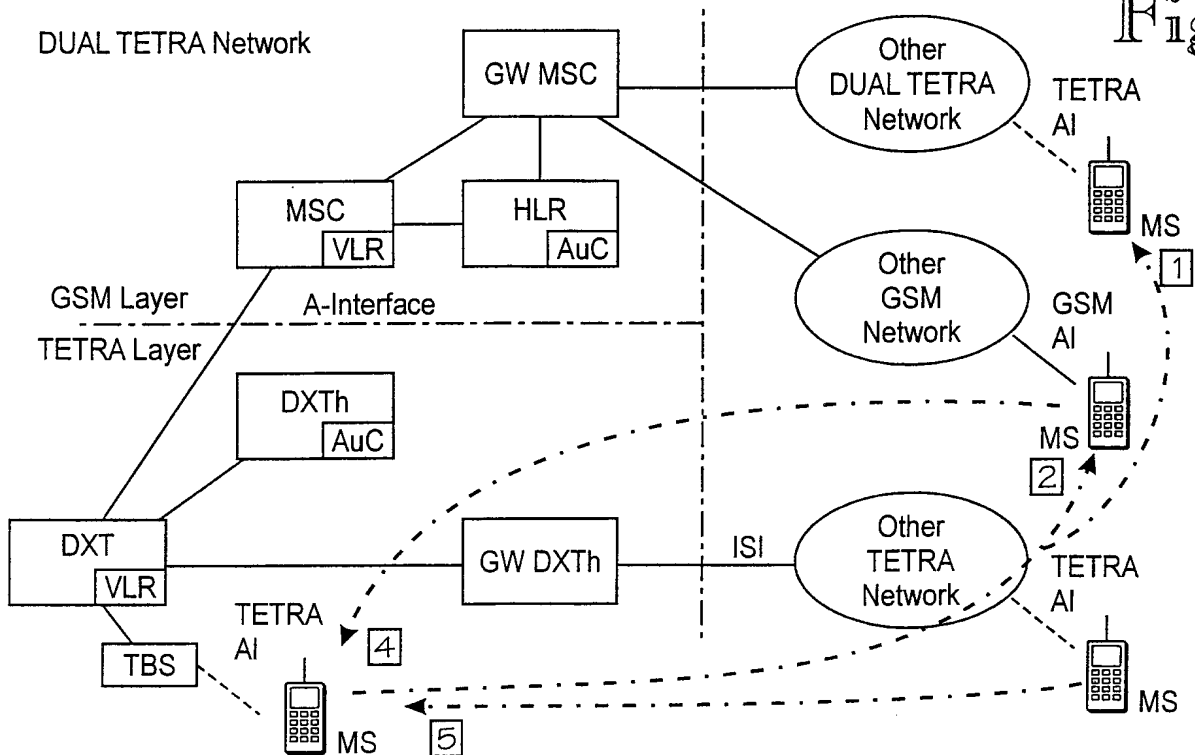 DUAL TETRA Network
GW MSC
Other
DUAL TETRA
Network
TETRA
AI
MS
1
MSC
VLR
HLR
AuC
Other
GSM
Network
GSM
AI
MS
2
GSM Layer
A-Interface
TETRA Layer
DXTh
AuC
DXT
VLR
GW DXTh
ISI
Other
TETRA
Network
TETRA
AI
MS
TBS
TETRA
AI
MS
4
5